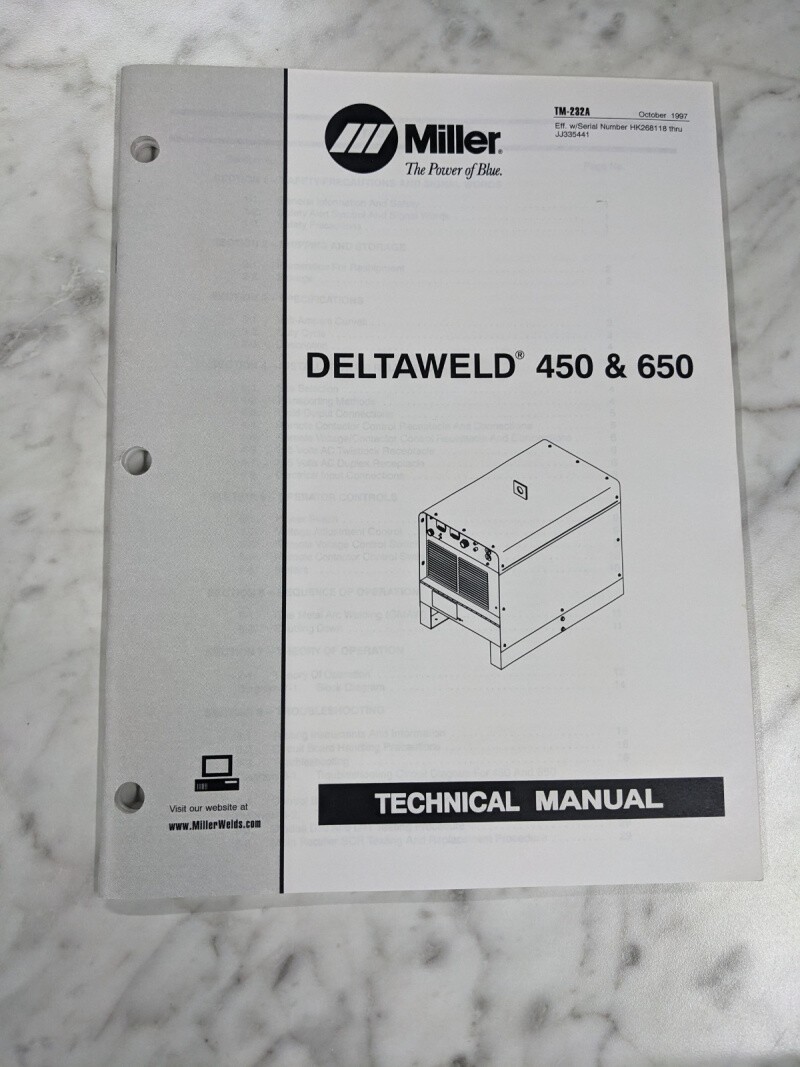 Miller®
The Power of Blue.
TM-232A
October 1997
Eff. w/Serial Number HK268118 thru
JJ335441
DELTAWELD® 450 & 650
TECHNICAL MANUAL
Visit our website at
www.MillerWelds.com